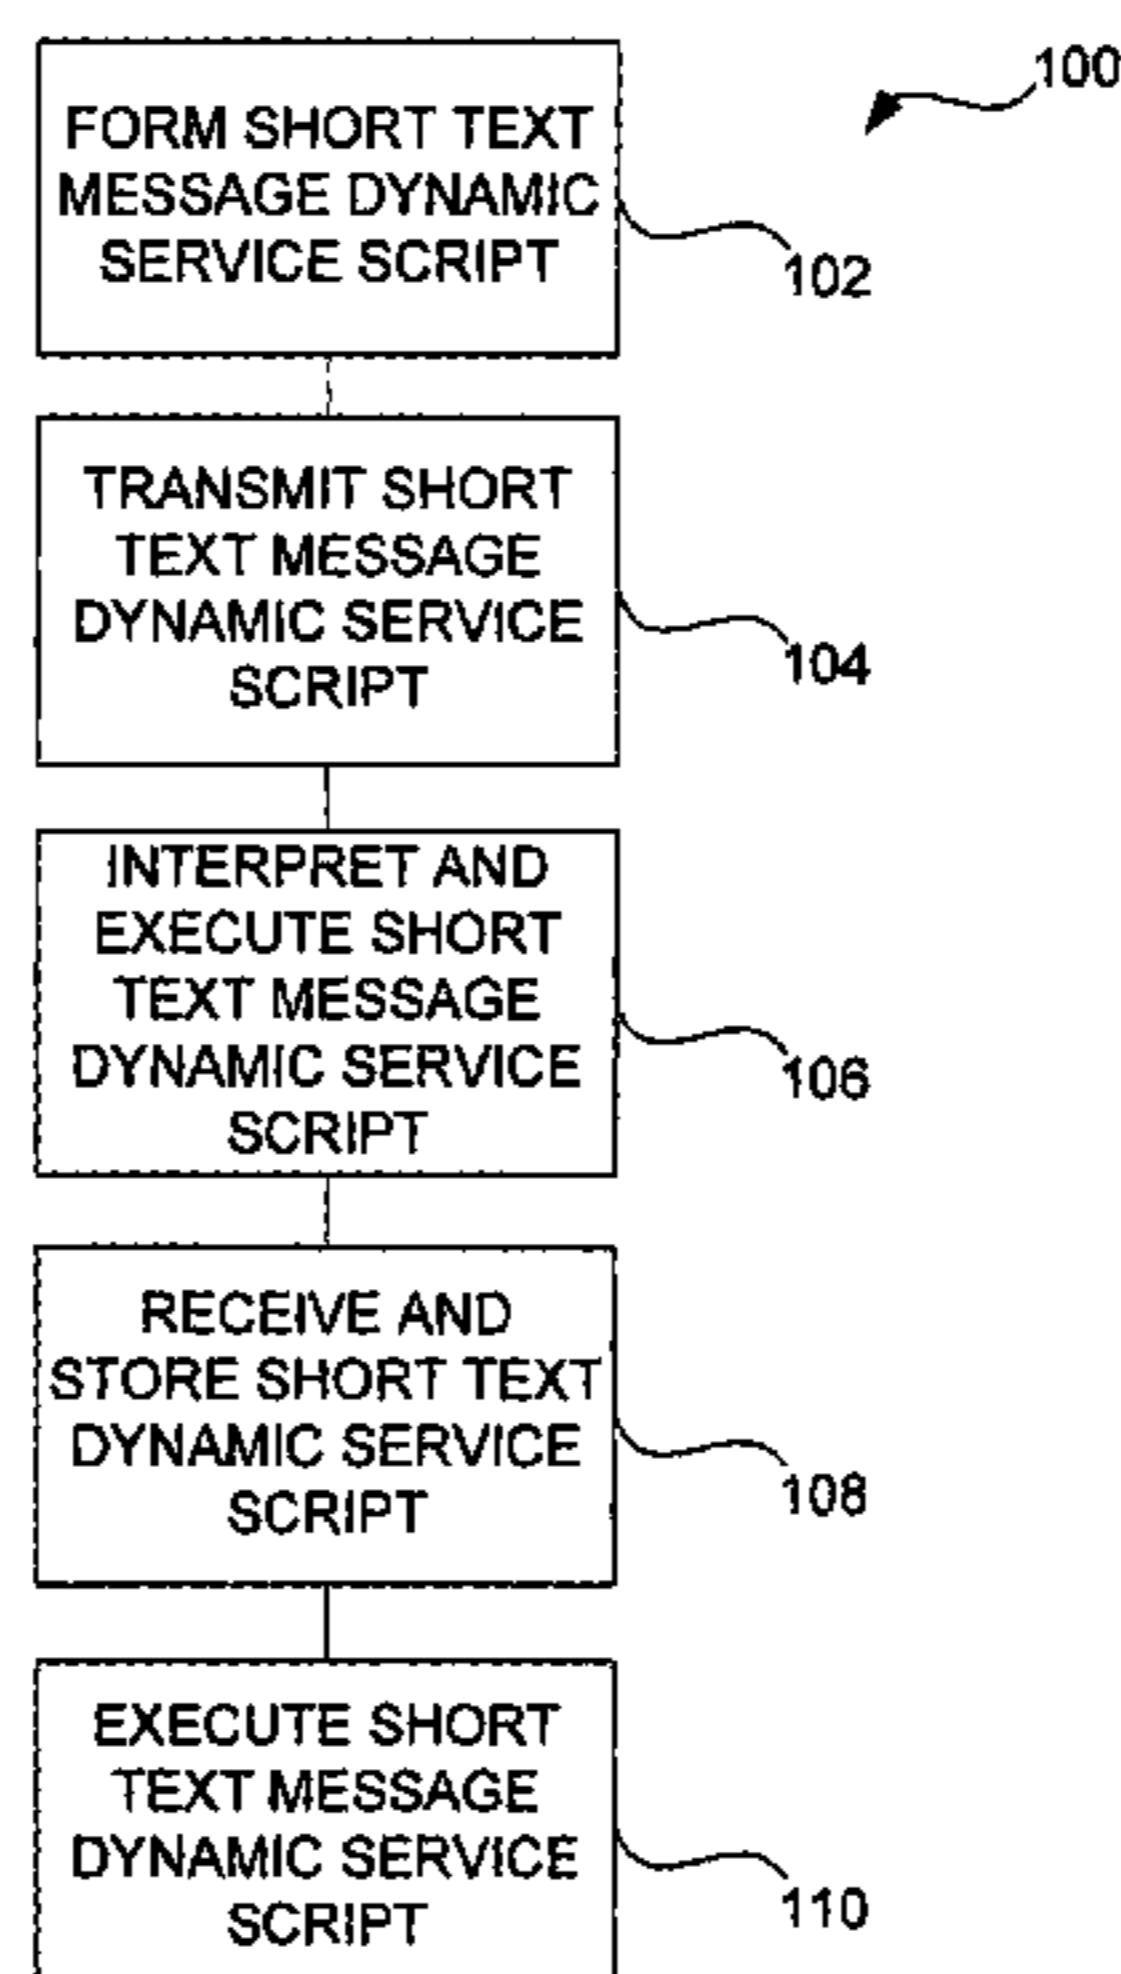 100
FORM SHORT TEXT
MESSAGE DYNAMIC
SERVICE SCRIPT
102
TRANSMIT SHORT
TEXT MESSAGE
DYNAMIC SERVICE
SCRIPT
104
INTERPRET AND
EXECUTE SHORT
TEXT MESSAGE
DYNAMIC SERVICE
SCRIPT
106
RECEIVE AND
STORE SHORT TEXT
DYNAMIC SERVICE
SCRIPT
108
EXECUTE SHORT
TEXT MESSAGE
DYNAMIC SERVICE
SCRIPT
110